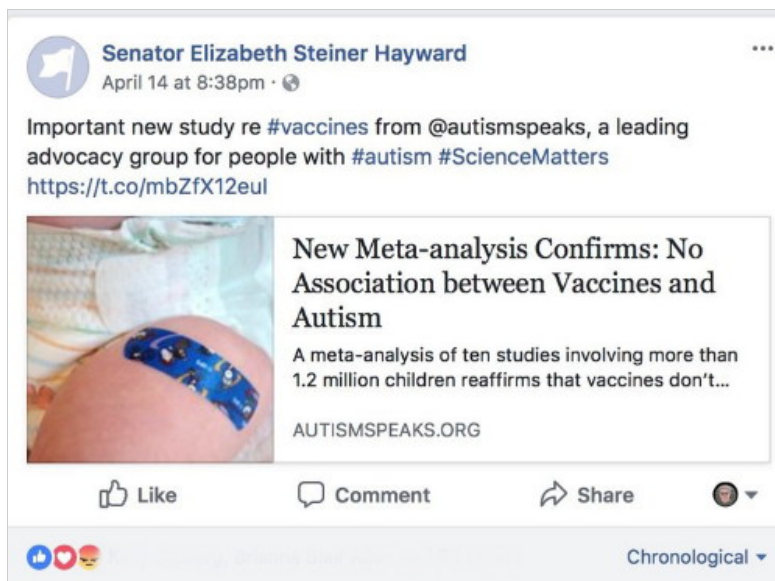 Senator Elizabeth Steiner Hayward
April 14 at 8:38pm ·
Important new study re #vaccines from @autismspeaks, a leading
advocacy group for people with #autism #ScienceMatters
https://t.co/mbZfX12euI
New Meta-analysis Confirms: No
Association between Vaccines and
Autism
A meta-analysis of ten studies involving more than
1.2 million children reaffirms that vaccines don't...
AUTISMSPEAKS.ORG
Like Comment Share
Chronological